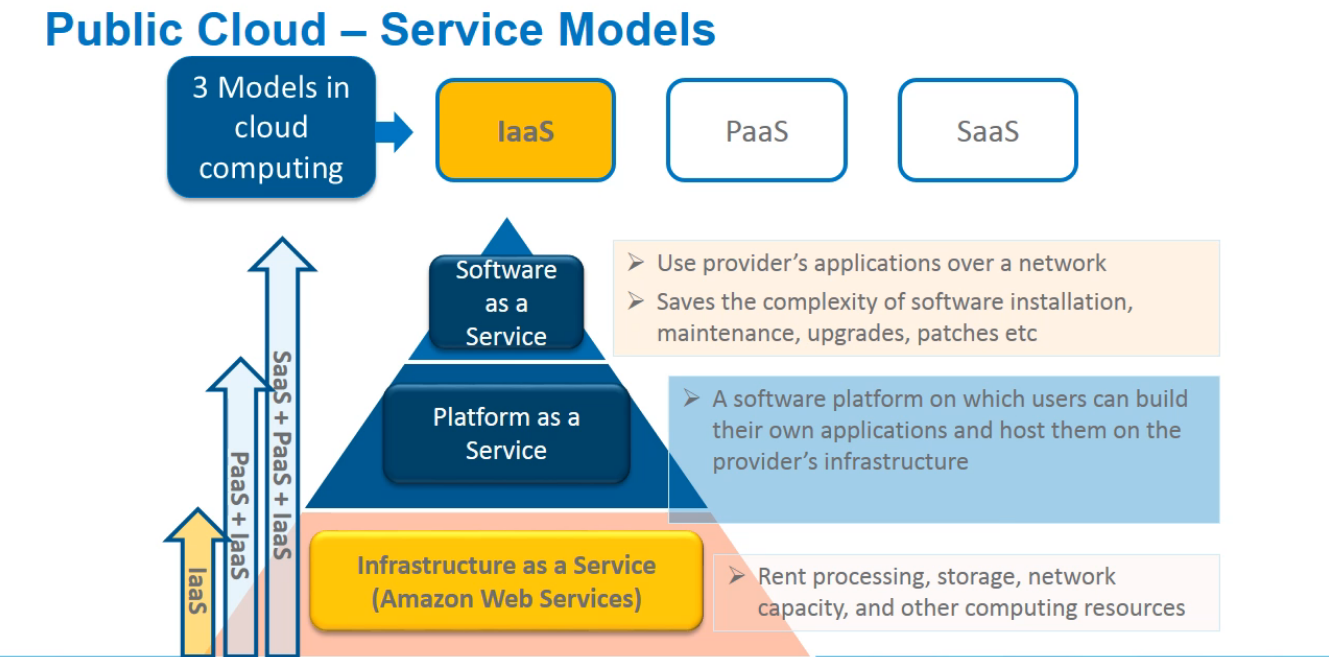 Public Cloud – Service Models
3 Models in
cloud
computing
IaaS
PaaS
SaaS
Software
as a
Service
➢ Use provider’s applications over a network
➢ Saves the complexity of software installation,
maintenance, upgrades, patches etc
Platform as a
Service
➢ A software platform on which users can build
their own applications and host them on the
provider’s infrastructure
Infrastructure as a Service
(Amazon Web Services)
➢ Rent processing, storage, network
capacity, and other computing resources
IaaS
PaaS + IaaS
SaaS + PaaS + IaaS